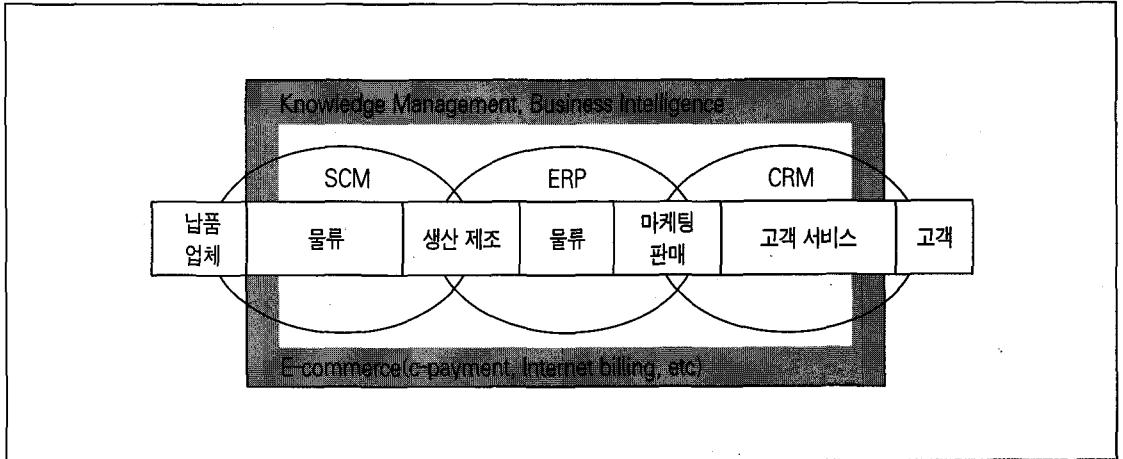 Knowledge Management, Business Intelligence
SCM
ERP
CRM
납품
업체
물류
생산 제조
물류
마케팅
판매
고객 서비스
고객
E-commerce(c-payment, Internet billing, etc)